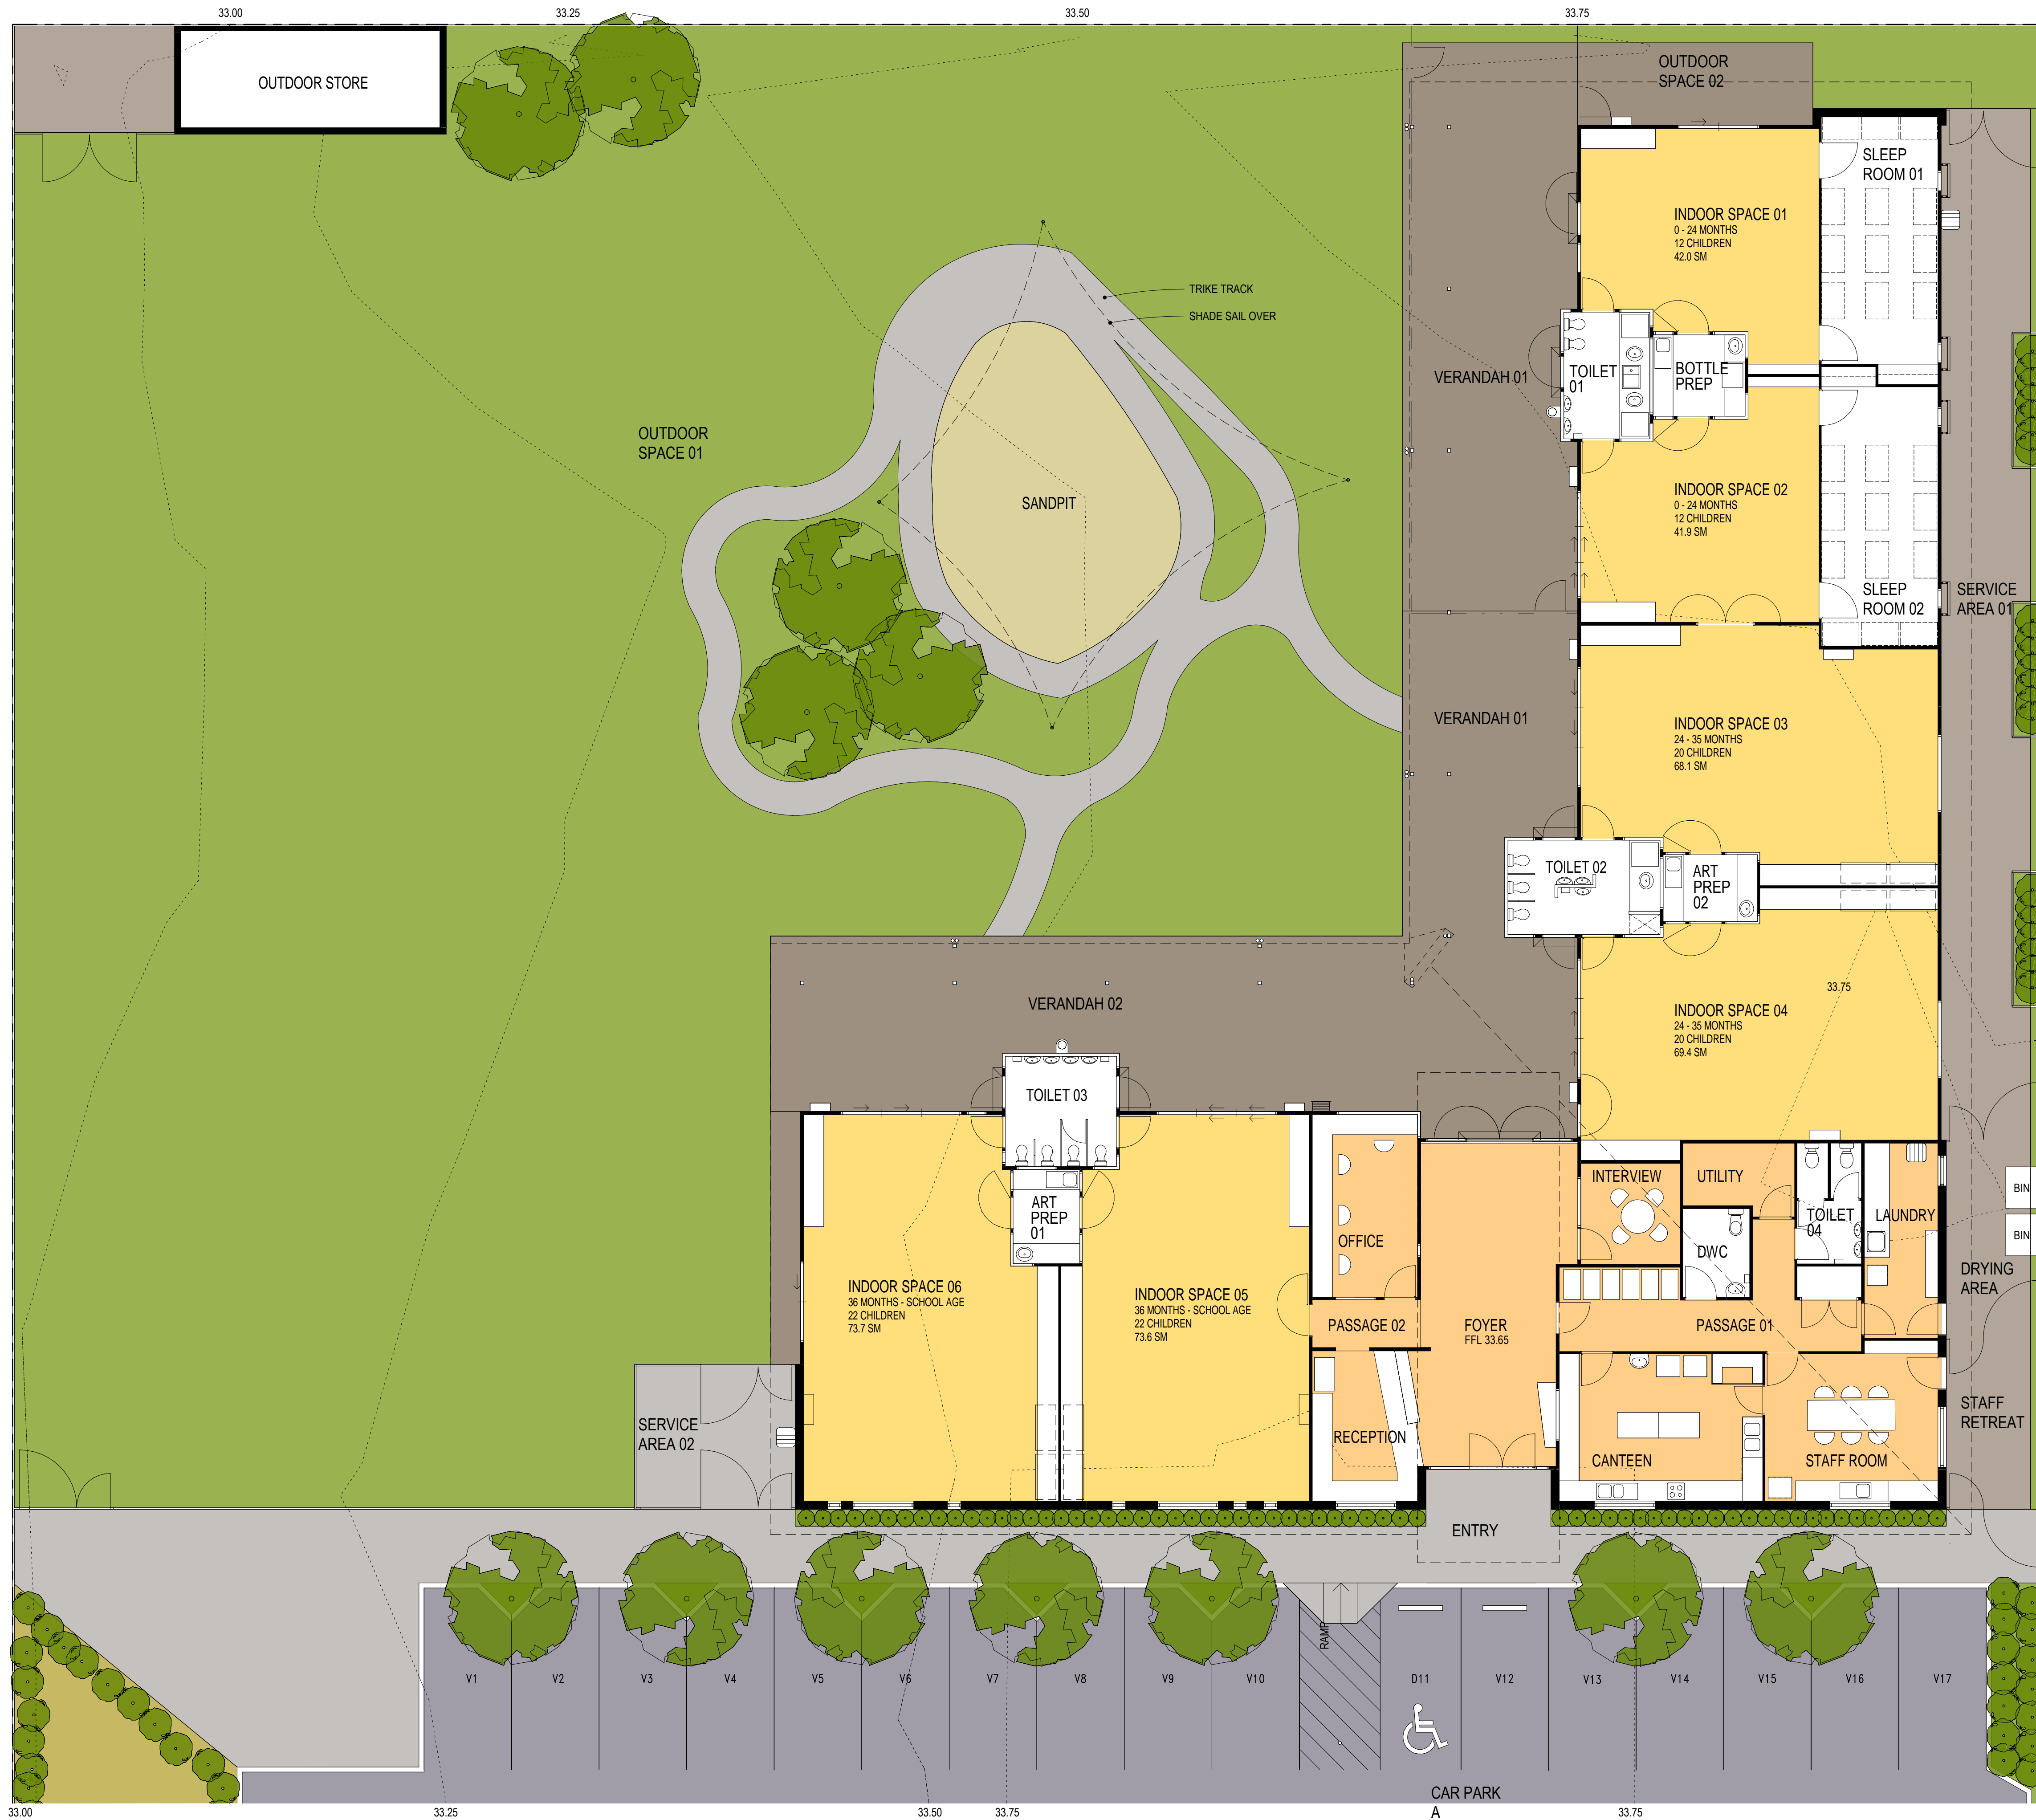 33.00
33.25
33.50
33.75
OUTDOOR STORE
OUTDOOR
SPACE 02
SLEEP
ROOM 01
INDOOR SPACE 01
0 - 24 MONTHS
12 CHILDREN
42.0 SM
TRIKE TRACK
SHADE SAIL OVER
VERANDAH 01
TOILET
01
BOTTLE
PREP
OUTDOOR
SPACE 01
SANDPIT
INDOOR SPACE 02
0 - 24 MONTHS
12 CHILDREN
41.9 SM
SLEEP
ROOM 02
SERVICE
AREA 01
VERANDAH 01
INDOOR SPACE 03
24 - 35 MONTHS
20 CHILDREN
68.1 SM
TOILET 02
ART
PREP
02
33.75
VERANDAH 02
INDOOR SPACE 04
24 - 35 MONTHS
20 CHILDREN
69.4 SM
TOILET 03
ART
PREP
01
INTERVIEW
UTILITY
BIN
TOILET
04
LAUNDRY
BIN
OFFICE
DWC
DRYING
AREA
INDOOR SPACE 06
36 MONTHS - SCHOOL AGE
22 CHILDREN
73.7 SM
INDOOR SPACE 05
36 MONTHS - SCHOOL AGE
22 CHILDREN
73.6 SM
PASSAGE 02
FOYER
FFL 33.65
PASSAGE 01
STAFF
RETREAT
SERVICE
AREA 02
RECEPTION
CANTEEN
STAFF ROOM
ENTRY
RAMP
V1
V2
V3
V4
V5
V6
V7
V8
V9
V10
D11
V12
V13
V14
V15
V16
V17
CAR PARK
A
33.00
33.25
33.50
33.75
33.75